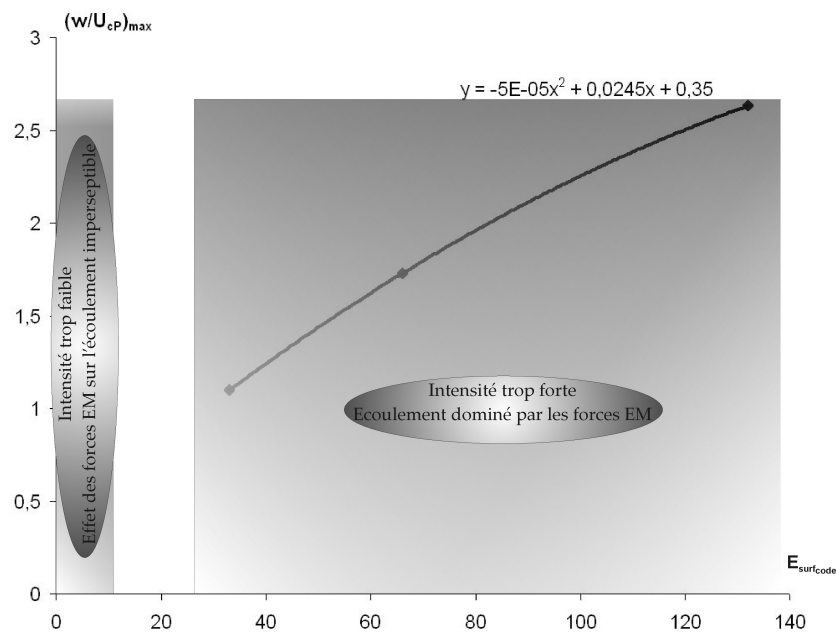 (w/UcP)max
3
2,5
2
1,5
1
0,5
0
y = -5E-05x² + 0,0245x + 0,35
Intensité trop faible
Effet des forces EM sur l'écoulement imperseptible
Intensité trop forte
Ecoulement dominé par les forces EM
Esurfcode
0 20 40 60 80 100 120 140